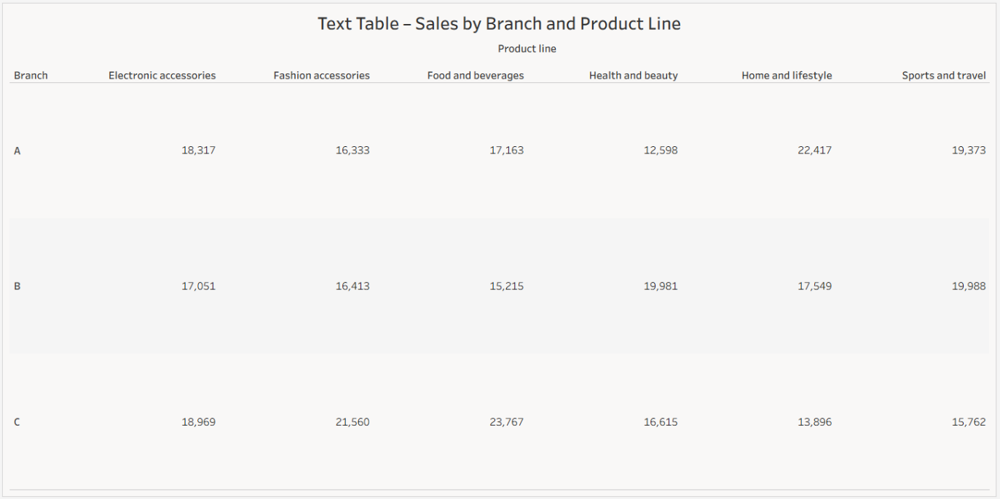 Text Table – Sales by Branch and Product Line
Product line
Branch Electronic accessories Fashion accessories Food and beverages Health and beauty Home and lifestyle Sports and travel
A 18,317 16,333 17,163 12,598 22,417 19,373
B 17,051 16,413 15,215 19,981 17,549 19,988
C 18,969 21,560 23,767 16,615 13,896 15,762